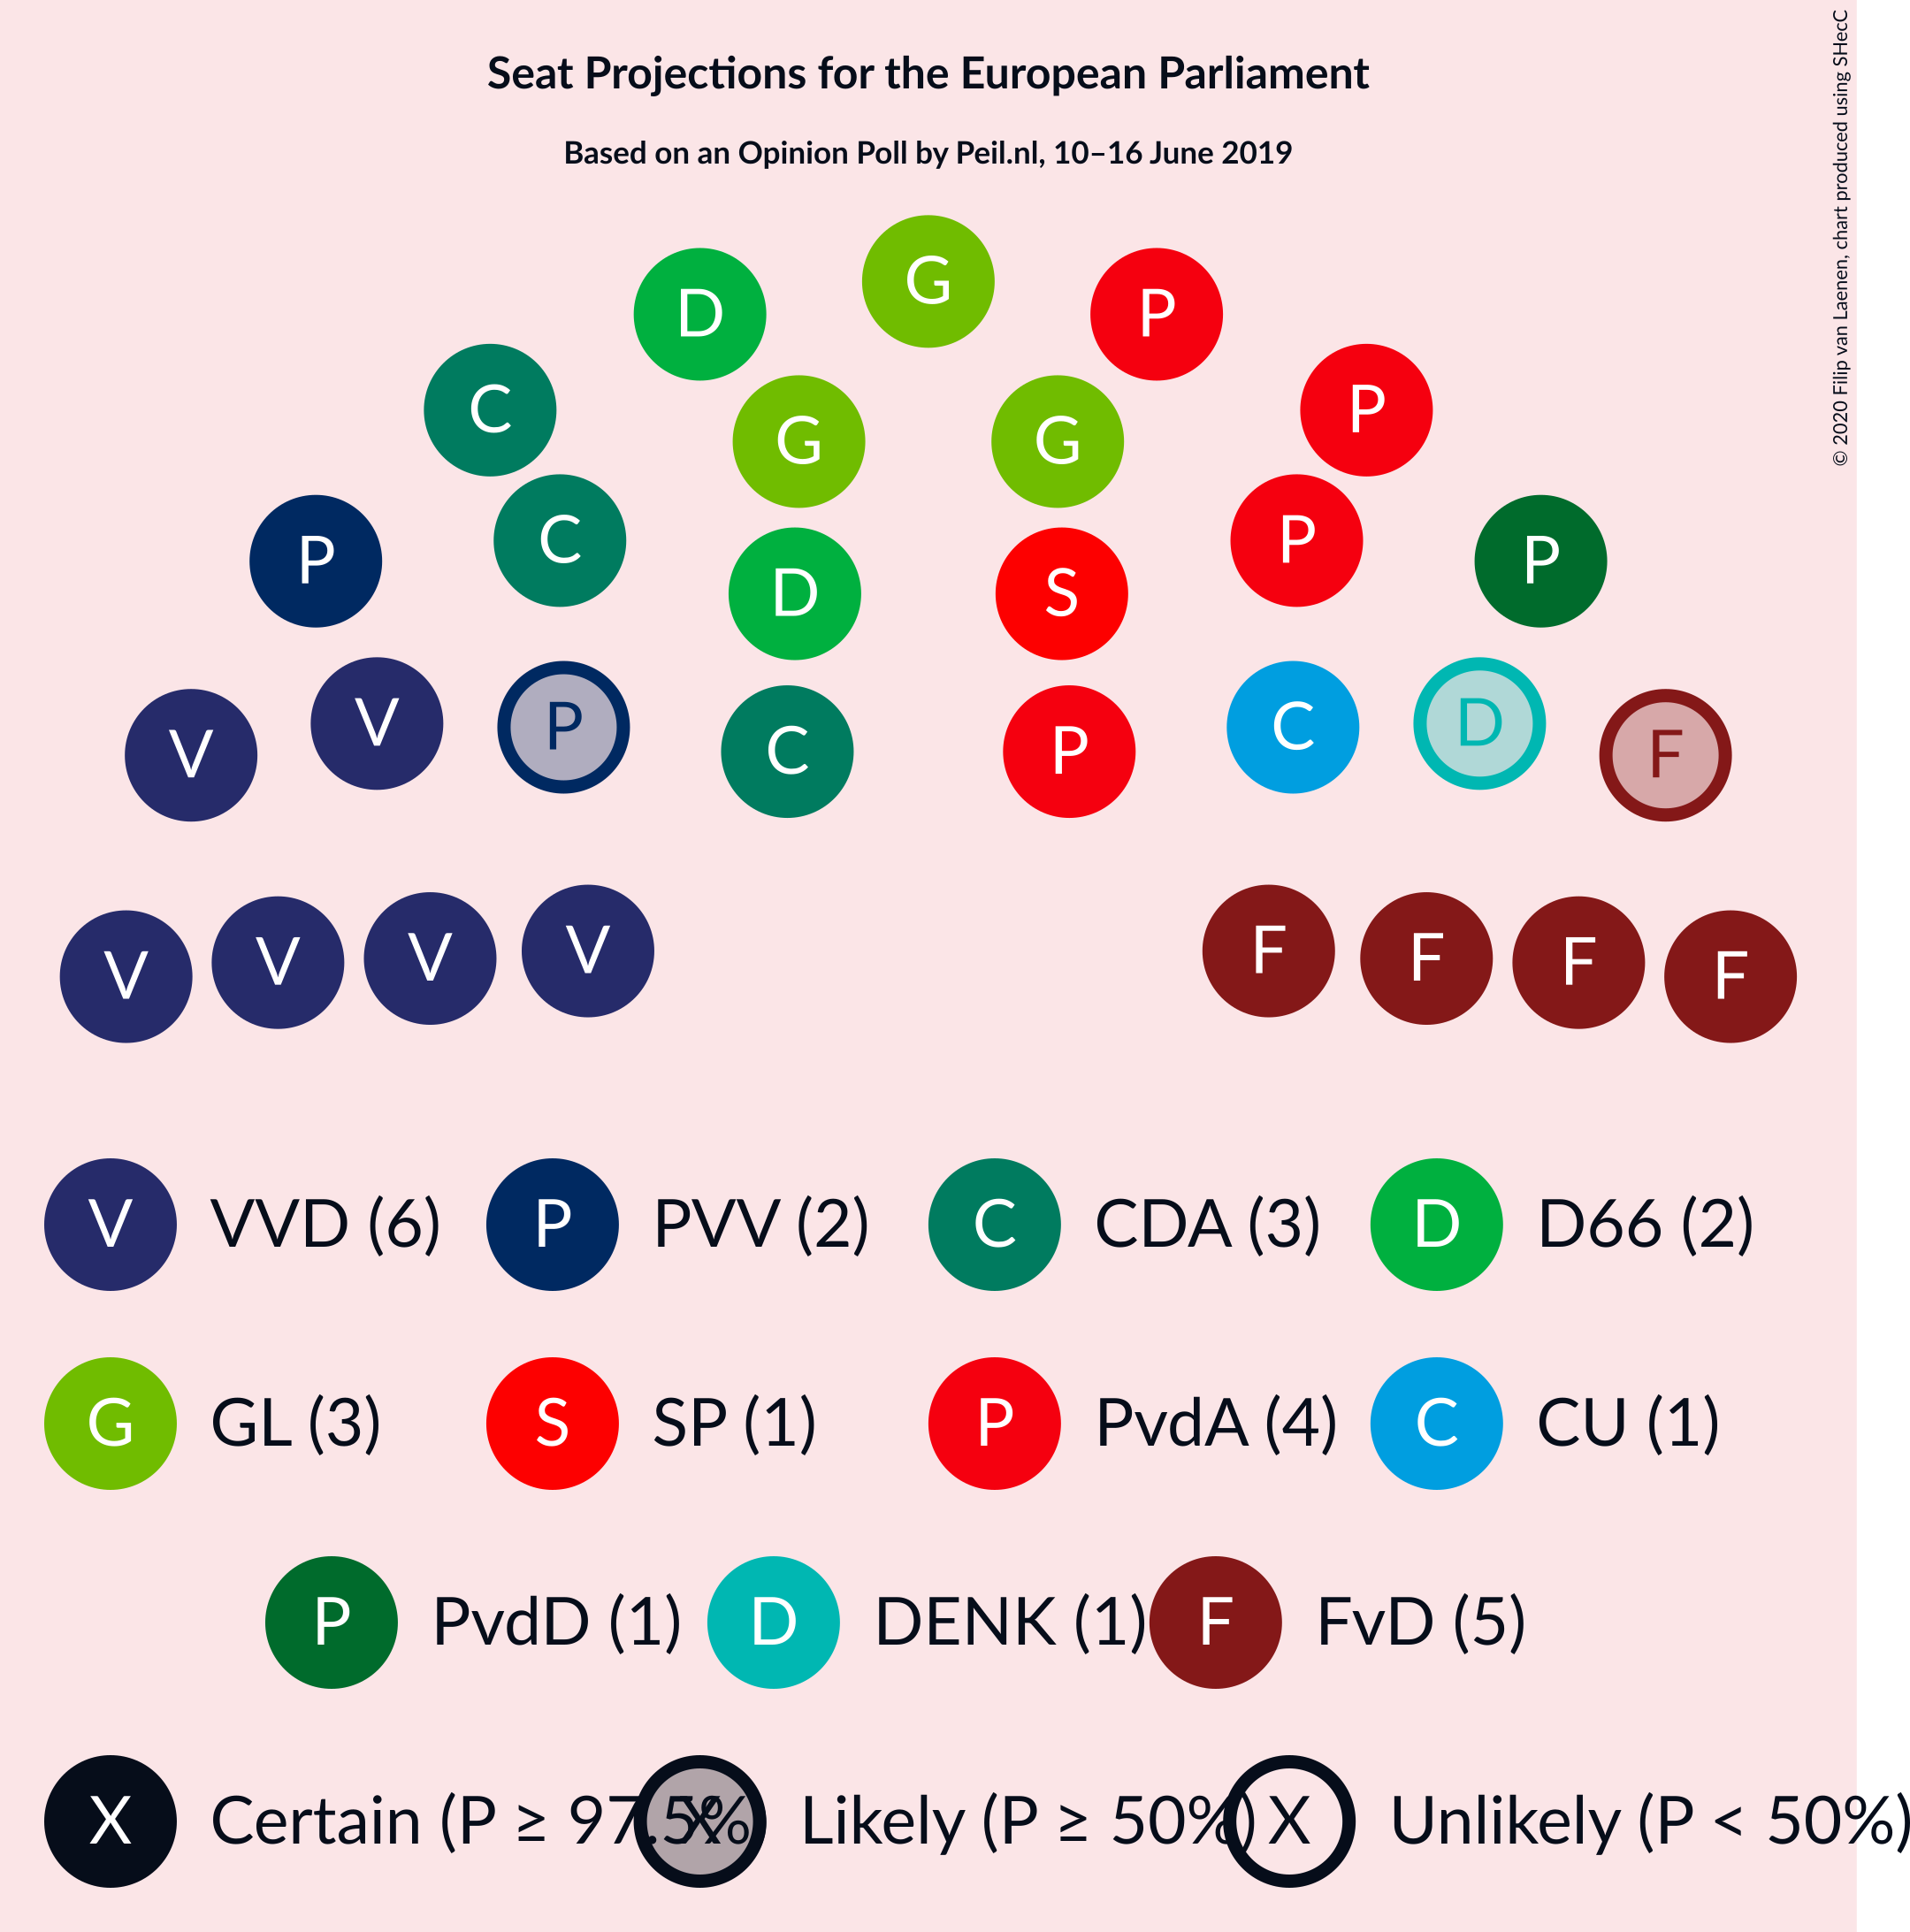 Seat Projections for the European Parliament
Based on an Opinion Poll by Peil.nl, 10–16 June 2019
© 2020 Filip van Laenen, chart produced using SHecC
G
D P
C P
G G
P C P P
D S
V V P C P C D F
V V V V F F F F
V VVD (6) P PVV (2) C CDA (3) D D66 (2)
G GL (3) S SP (1) P PvdA (4) C CU (1)
P PvdD (1) D DENK (1) F FvD (5)
X Certain (P ≥ 97.5% X Likely (P ≥ 50%) X Unlikely (P < 50%)